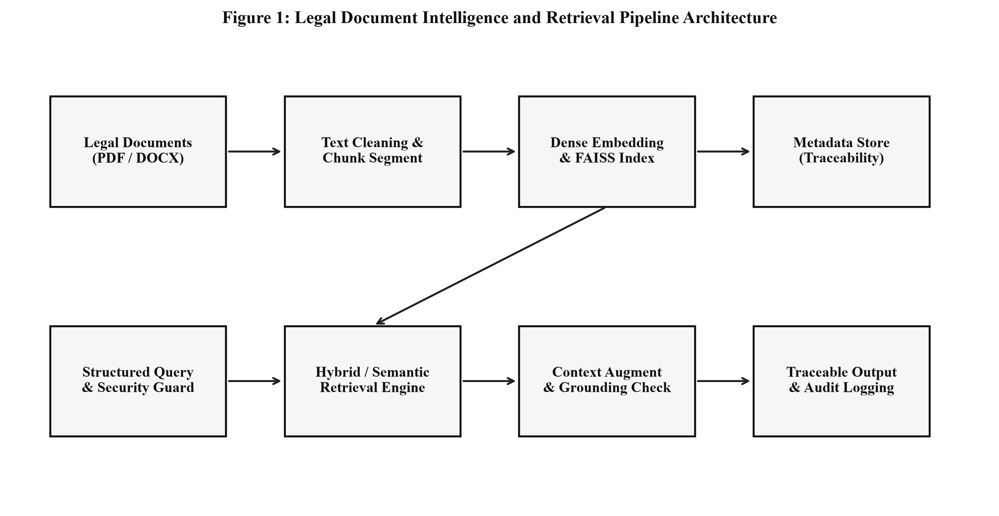 Figure 1: Legal Document Intelligence and Retrieval Pipeline Architecture
Legal Documents
(PDF / DOCX)
Text Cleaning &
Chunk Segment
Dense Embedding
& FAISS Index
Metadata Store
(Traceability)
Structured Query
& Security Guard
Hybrid / Semantic
Retrieval Engine
Context Augment
& Grounding Check
Traceable Output
& Audit Logging